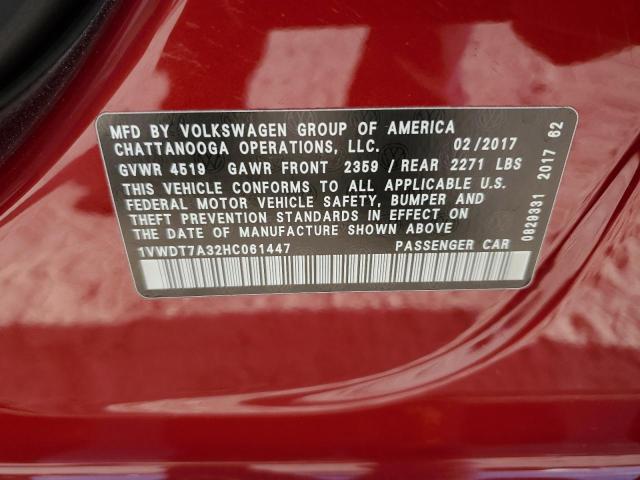 MFD BY VOLKSWAGEN GROUP OF AMERICA
CHATTANOOGA OPERATIONS, LLC. 02/2017
GVWR 4519 GAWR FRONT 2359 / REAR 2271 LBS
THIS VEHICLE CONFORMS TO ALL APPLICABLE U.S.
FEDERAL MOTOR VEHICLE SAFETY, BUMPER AND
THEFT PREVENTION STANDARDS IN EFFECT ON
THE DATE OF MANUFACTURE SHOWN ABOVE
1VWDT7A32HC061447 PASSENGER CAR
0829331 2017 62